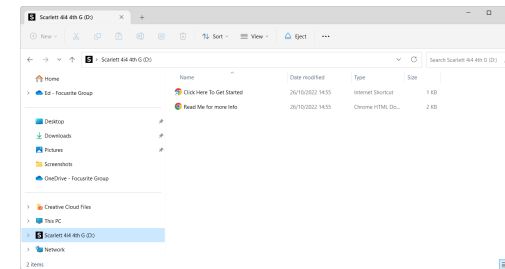 Scarlett 4i4 4th G (D:)
New
Sort
View
Eject
Scarlett 4i4 4th G (D:)
Search Scarlett 4i4 4th G (D:)
Home
Ed - Focusrite Group
Desktop
Downloads
Pictures
Screenshots
OneDrive - Focusrite Group
Creative Cloud Files
This PC
Scarlett 4i4 4th G (D:)
Network
Name Date modified Type Size
Click Here To Get Started 26/10/2022 14:55 Internet Shortcut 1 KB
Read Me for more info 26/10/2022 14:55 Chrome HTML Do... 2 KB
2 items